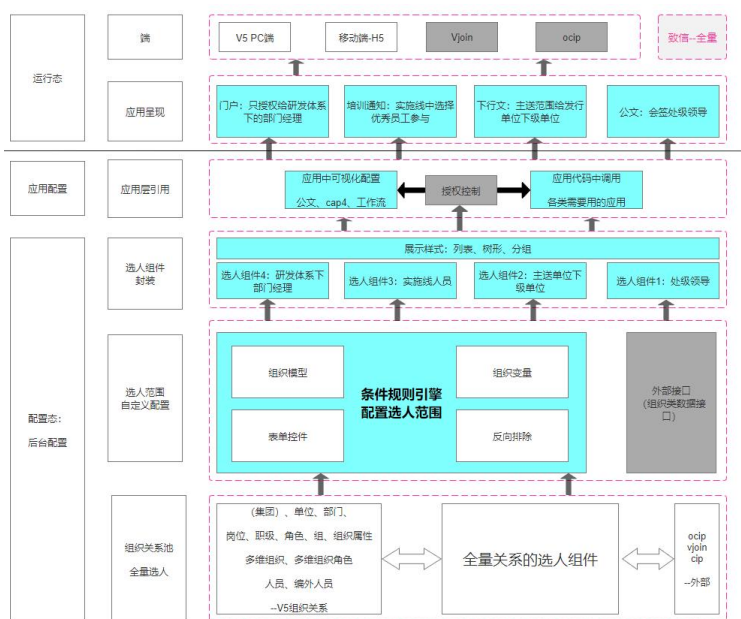 运行态
端
V5 PC端
移动端-H5
Vjoin
ocip
致信--全量
应用呈现
门户：只授权给研发体系
下的部门经理
培训通知：实施线中选择
优秀员工参与
下行文：主送范围给发行
单位下级单位
公文：会签处级领导
应用配置
应用层引用
应用中可视化配置
公文、cap4、工作流
授权控制
应用代码中调用
各类需要用的应用
配置态：
后台配置
选人组件
封装
展示样式：列表、树形、分组
选人组件4：研发体系下
部门经理
选人组件3：实施线人员
选人组件2：主送单位下
级单位
选人组件1：处级领导
选人范围
自定义配置
组织模型
组织变量
条件规则引擎
配置选人范围
表单控件
反向排除
外部接口
（组织类数据接
口）
组织关系池
全量选人
（集团）、单位、部门、
岗位、职级、角色、组、组织属性
多维组织、多维组织角色
人员、编外人员
--V5组织关系
全量关系的选人组件
ocip
vjoin
cip
--外部